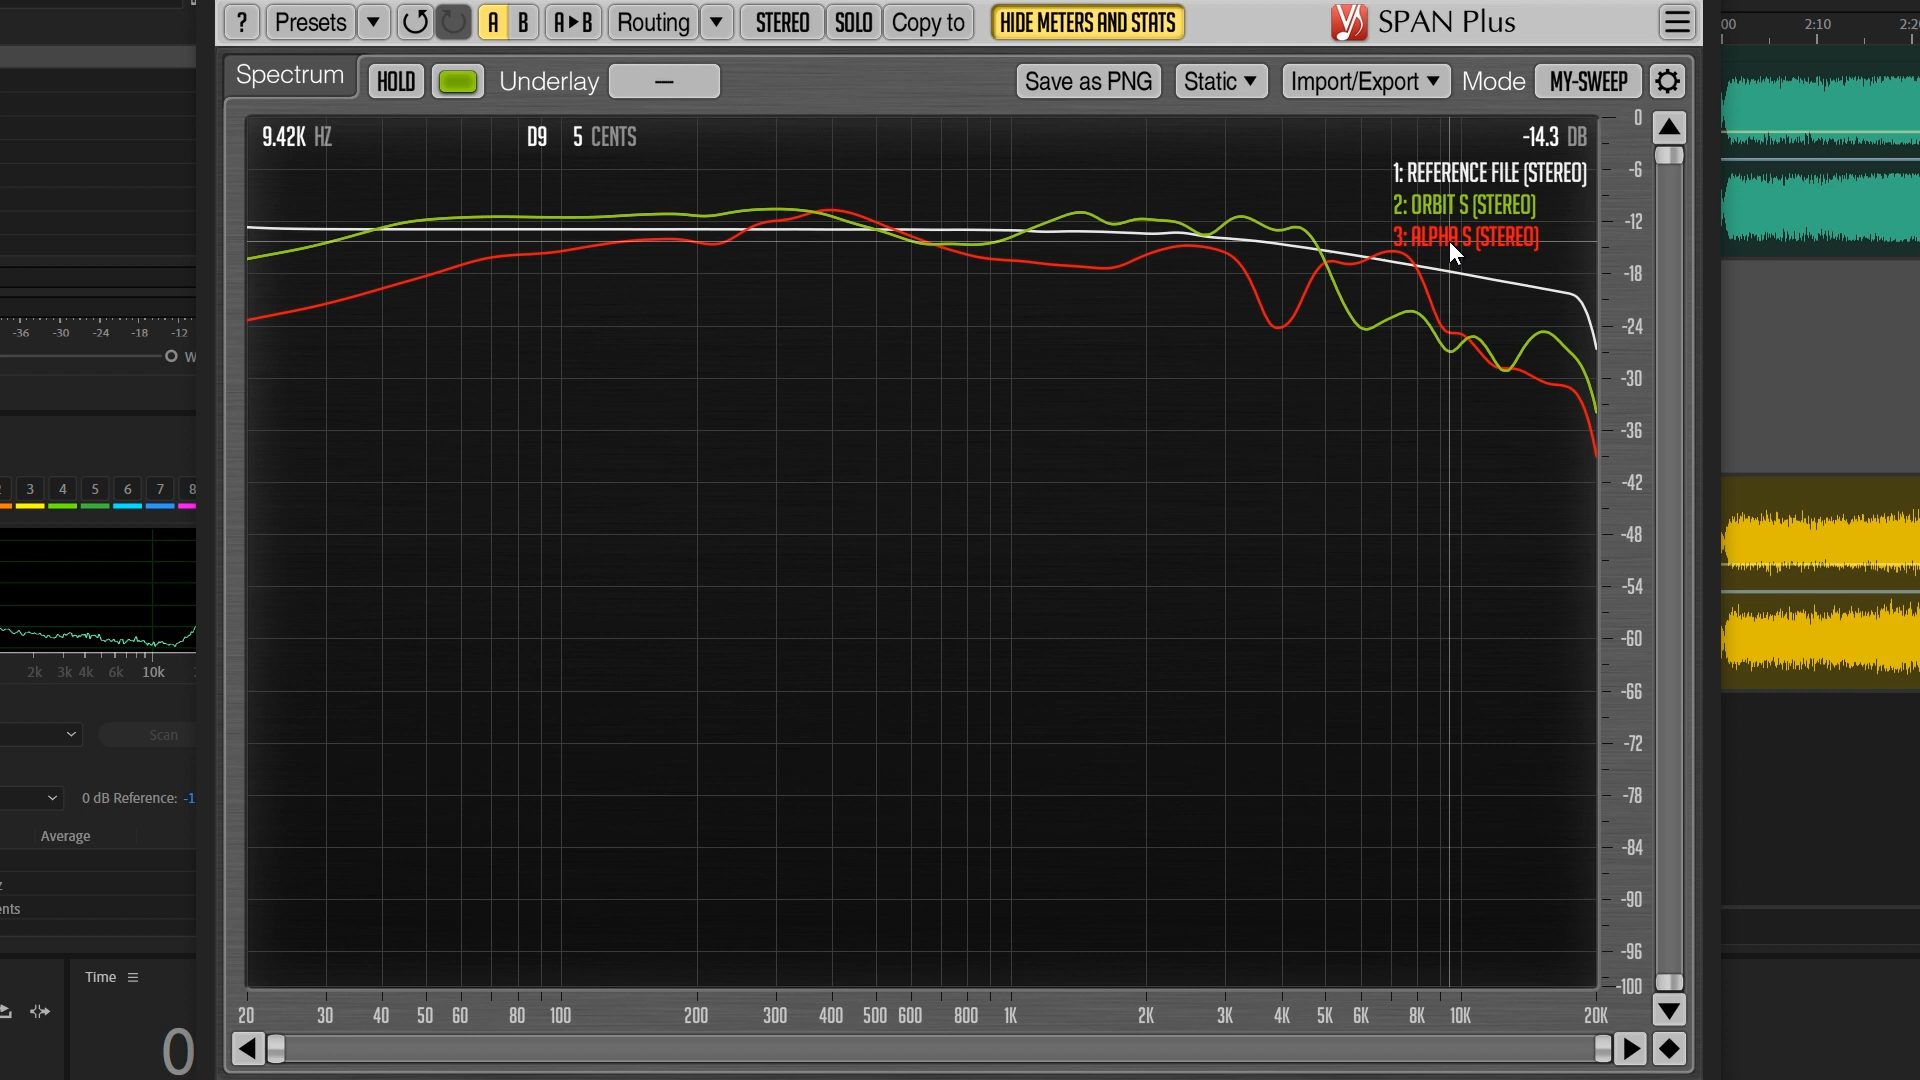 ? Presets ▼ A B A▸B Routing ▼ STEREO SOLO Copy to HIDE METERS AND STATS SPAN Plus
Spectrum HOLD Underlay — Save as PNG Static ▼ Import/Export ▼ Mode MY-SWEEP
9.42K HZ D9 5 CENTS -14.3 DB
1: REFERENCE FILE (STEREO)
2: ORBIT S (STEREO)
3: ALPHA S (STEREO)
0
-6
-12
-18
-24
-30
-36
-42
-48
-54
-60
-66
-72
-78
-84
-90
-96
-100
20 30 40 50 60 80 100 200 300 400 500 600 800 1K 2K 3K 4K 5K 6K 8K 10K 20K
-36 -30 -24 -18 -12
W
3 4 5 6 7 8
2k 3k 4k 6k 10k
Scan
0 dB Reference: -1
Average
ents
Time
0
00 2:10 2:20